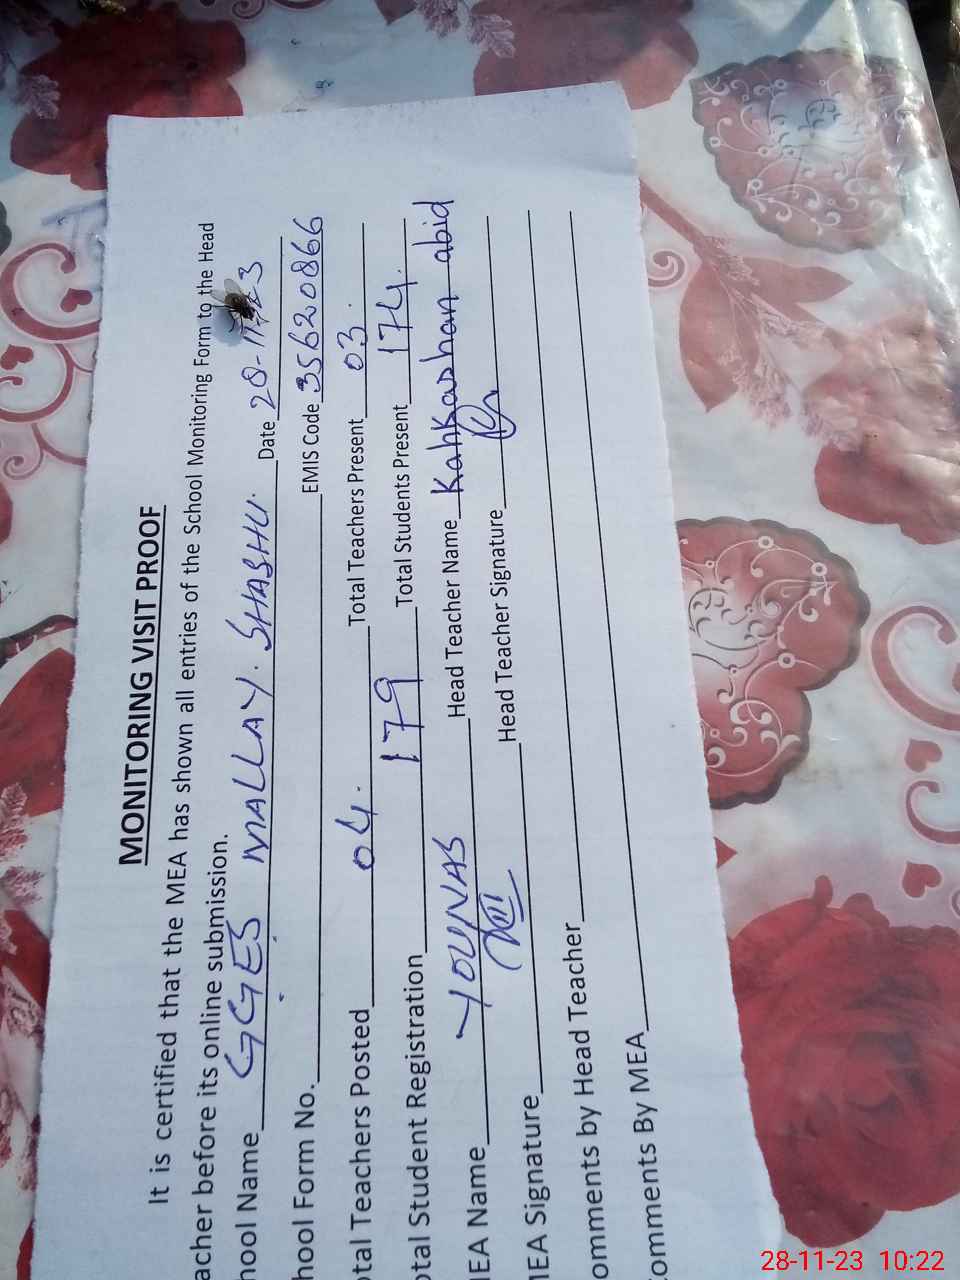 MONITORING VISIT PROOF
It is certified that the MEA has shown all entries of the School Monitoring Form to the Head
acher before its online submission.
hool Name GGES MALLAY. SHASHU. Date 28-11-23
hool Form No. EMIS Code 35620866
otal Teachers Posted 04. Total Teachers Present 03.
otal Student Registration 179 Total Students Present 174.
IEA Name YOUNAS Head Teacher Name Kahkashan abid
IEA Signature Head Teacher Signature
omments by Head Teacher
omments By MEA
28-11-23 10:22